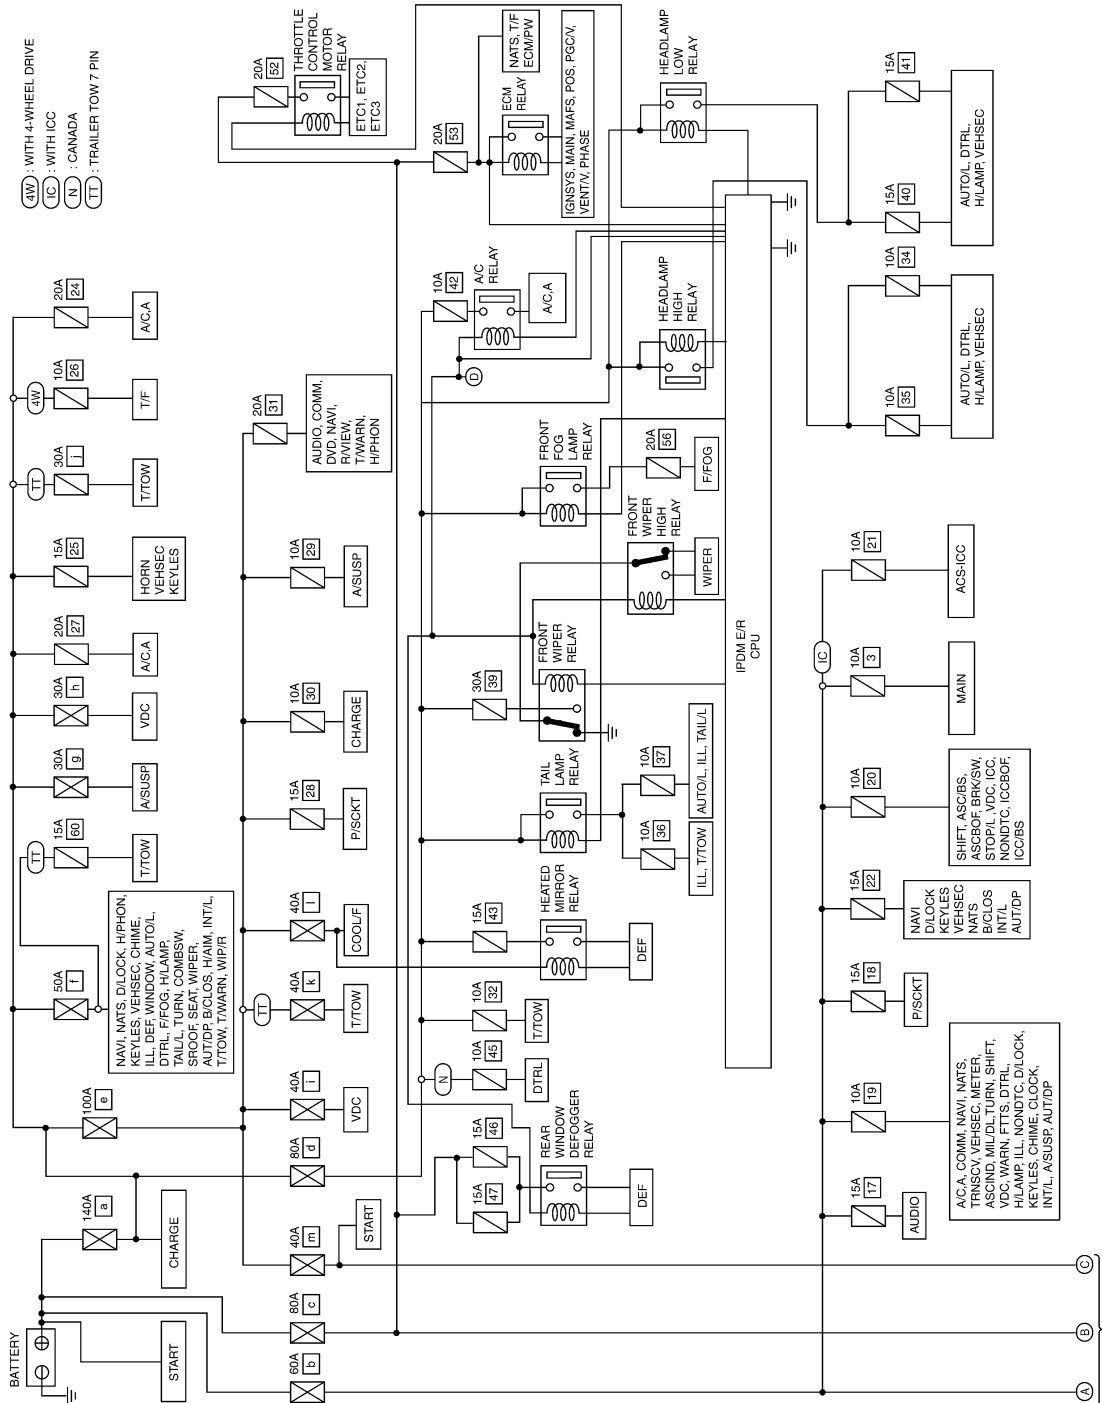 4W : WITH 4-WHEEL DRIVE
IC : WITH ICC
N : CANADA
TT : TRAILER TOW 7 PIN
20A
52
THROTTLE
CONTROL
MOTOR
RELAY
ETC1, ETC2,
ETC3
NATS, T/F
ECM/PW
ECM
RELAY
20A
53
IGNSYS, MAIN, MAFS, POS, PGC/V,
VENT/V, PHASE
HEADLAMP
LOW
RELAY
15A
41
15A
40
AUTO/L, DTRL,
H/LAMP, VEHSEC
20A
24
A/C,A
10A
26
4W
T/F
30A
j
TT
T/TOW
15A
25
HORN
VEHSEC
KEYLES
20A
27
A/C,A
30A
h
VDC
30A
g
A/SUSP
15A
60
TT
T/TOW
50A
f
NAVI, NATS, D/LOCK, H/PHON,
KEYLES, VEHSEC, CHIME,
ILL, DEF, WINDOW, AUTO/L,
DTRL, F/FOG, H/LAMP,
TAIL/L, TURN, COMBSW,
SROOF, SEAT, WIPER,
AUT/DP, B/CLOS, H/AIM, INT/L,
T/TOW, T/WARN, WIP/R
100A
e
140A
a
CHARGE
BATTERY
START
20A
31
AUDIO, COMM,
DVD, NAVI,
R/VIEW,
T/WARN,
H/PHON
10A
29
A/SUSP
10A
30
CHARGE
15A
28
P/SCKT
40A
l
COOL/F
40A
k
TT
T/TOW
40A
i
VDC
80A
d
40A
m
START
80A
c
60A
b
10A
42
A/C
RELAY
A/C,A
D
HEADLAMP
HIGH
RELAY
10A
34
10A
35
AUTO/L, DTRL,
H/LAMP, VEHSEC
FRONT
FOG
LAMP
RELAY
20A
56
F/FOG
FRONT
WIPER
HIGH
RELAY
WIPER
30A
39
FRONT
WIPER
RELAY
TAIL
LAMP
RELAY
10A
37
AUTO/L, ILL, TAIL/L
10A
36
ILL, T/TOW
15A
43
HEATED
MIRROR
RELAY
DEF
10A
32
T/TOW
10A
45
N
DTRL
15A
46
15A
47
REAR
WINDOW
DEFOGGER
RELAY
DEF
IPDM E/R
CPU
IC
10A
21
ACS-ICC
10A
3
MAIN
10A
20
SHIFT, ASC/BS,
ASCBOF, BRK/SW,
STOP/L ,VDC, ICC,
NONDTC, ICCBOF,
ICC/BS
15A
22
NAVI
D/LOCK
KEYLES
VEHSEC
NATS
B/CLOS
INT/L
AUT/DP
15A
18
P/SCKT
10A
19
A/C,A, COMM, NAVI, NATS,
TRNSCV, VEHSEC, METER,
ASCIND, MIL/DL,TURN, SHIFT,
VDC, WARN, FTTS, DTRL,
H/LAMP, ILL, NONDTC, D/LOCK,
KEYLES, CHIME, CLOCK,
INT/L, A/SUSP, AUT/DP
15A
17
AUDIO
C
B
A